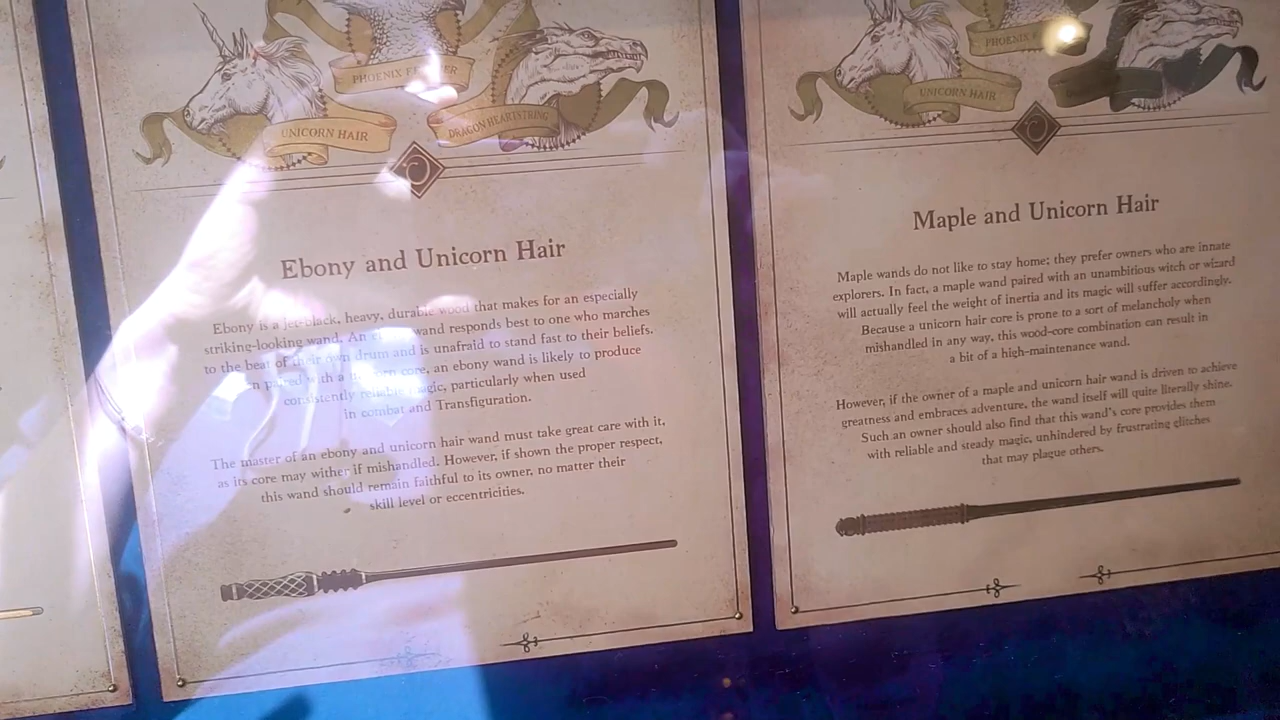 PHOENIX
UNICORN HAIR
DRAGON HEARTSTRING
Ebony and Unicorn Hair
Ebony is a jet-black, heavy, durable wood that makes for an especially
striking-looking wand. An wand responds best to one who marches
to the beat of their own drum and is unafraid to stand fast to their beliefs.
paired with a unicorn core, an ebony wand is likely to produce
consistently reliable magic, particularly when used
in combat and Transfiguration.
The master of an ebony and unicorn hair wand must take great care with it,
as its core may wither if mishandled. However, if shown the proper respect,
this wand should remain faithful to its owner, no matter their
skill level or eccentricities.
PHOENIX
UNICORN HAIR
Maple and Unicorn Hair
Maple wands do not like to stay home; they prefer owners who are innate
explorers. In fact, a maple wand paired with an unambitious witch or wizard
will actually feel the weight of inertia and its magic will suffer accordingly.
Because a unicorn hair core is prone to a sort of melancholy when
mishandled in any way, this wood-core combination can result in
a bit of a high-maintenance wand.
However, if the owner of a maple and unicorn hair wand is driven to achieve
greatness and embraces adventure, the wand itself will quite literally shine.
Such an owner should also find that this wand's core provides them
with reliable and steady magic, unhindered by frustrating glitches
that may plague others.